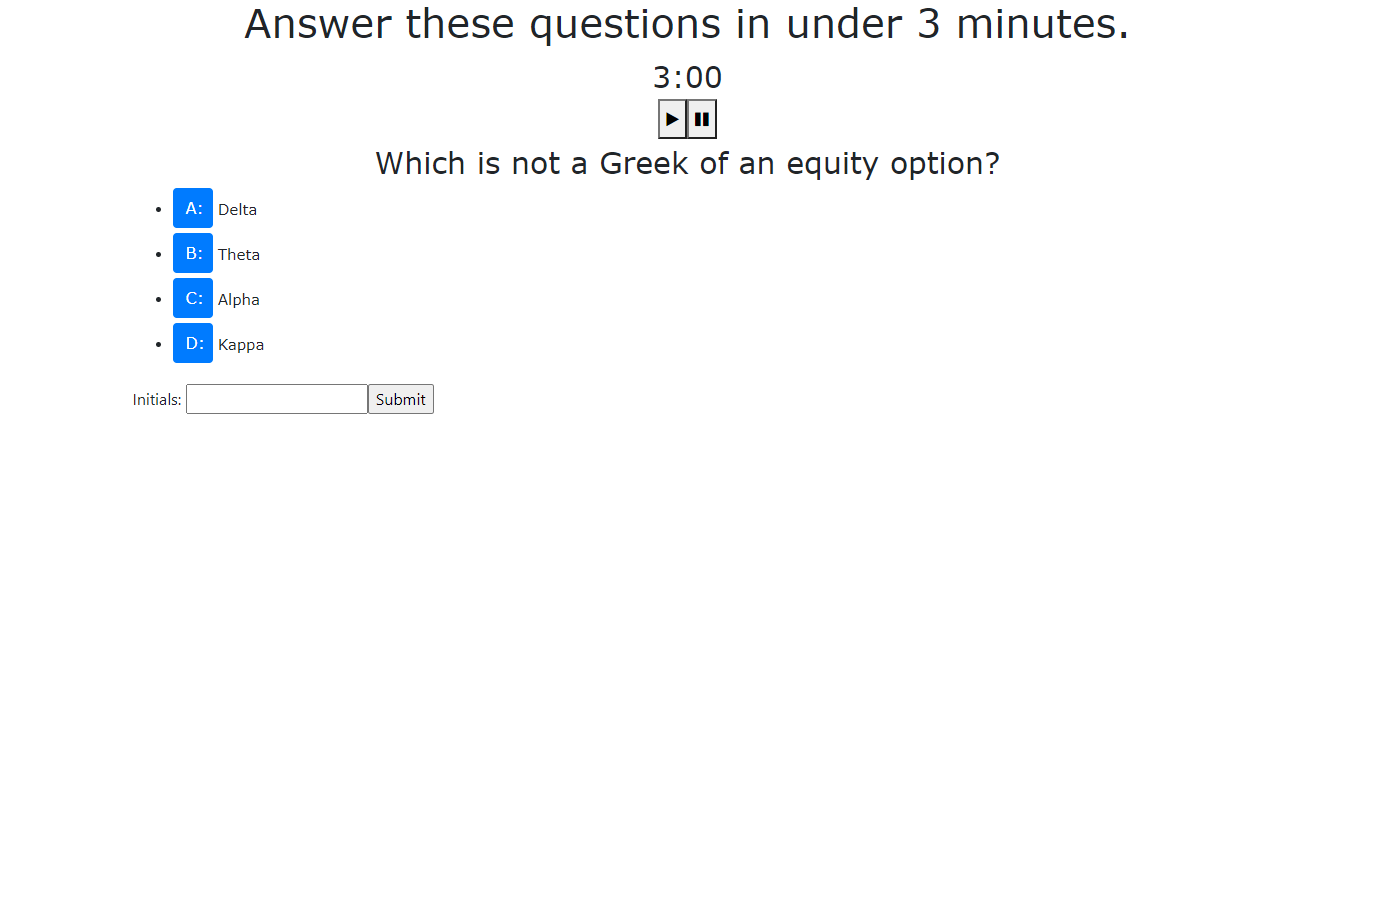 Answer these questions in under 3 minutes.
3:00
Which is not a Greek of an equity option?
A: Delta
B: Theta
C: Alpha
D: Kappa
Initials: Submit